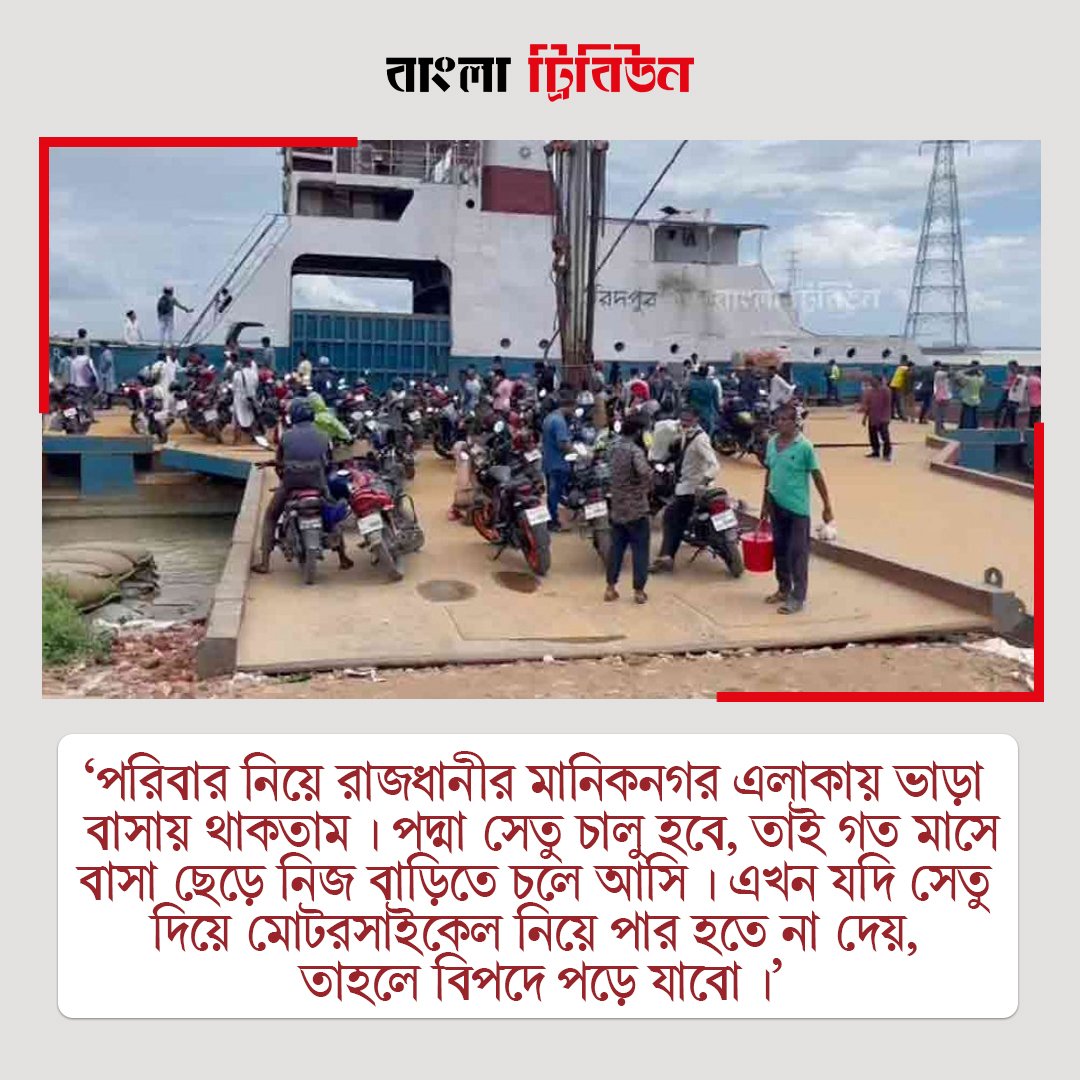 বাংলা ট্রিবিউন
রিদপুর
বাংলা ট্রিবিউন
‘পরিবার নিয়ে রাজধানীর মানিকনগর এলাকায় ভাড়া
বাসায় থাকতাম । পদ্মা সেতু চালু হবে, তাই গত মাসে
বাসা ছেড়ে নিজ বাড়িতে চলে আসি । এখন যদি সেতু
দিয়ে মোটরসাইকেল নিয়ে পার হতে না দেয়,
তাহলে বিপদে পড়ে যাবো ।’